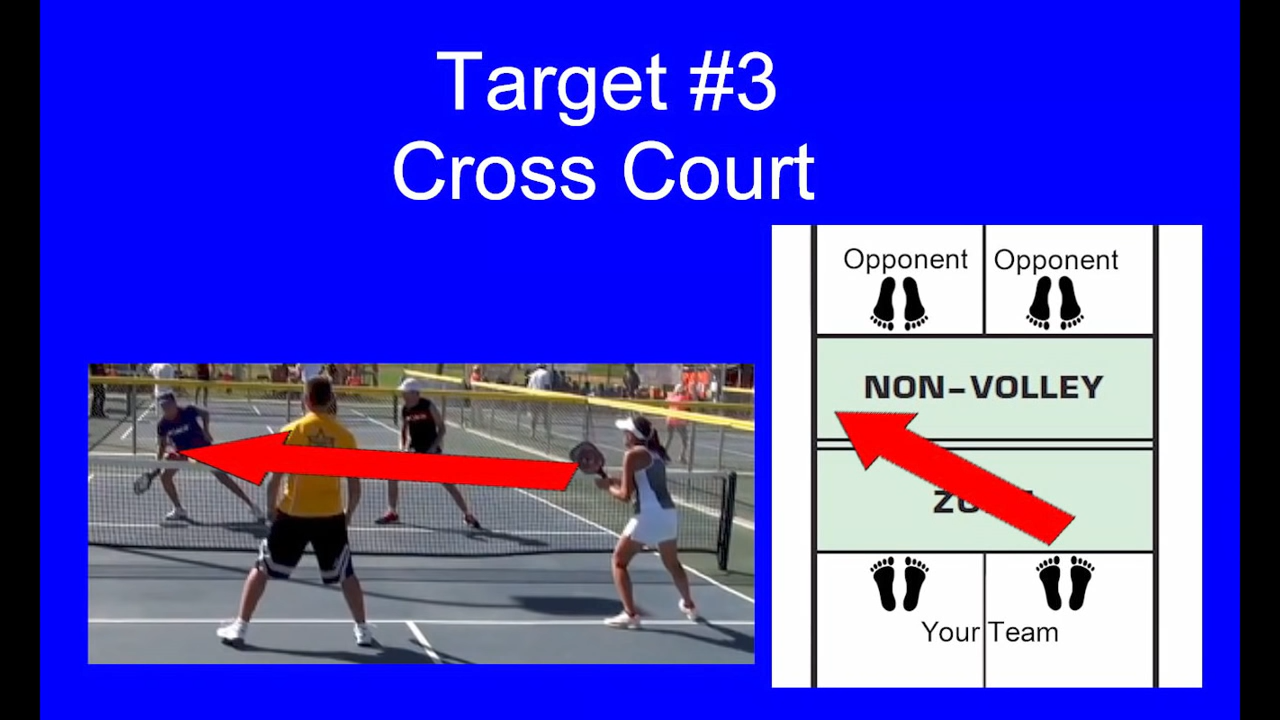 Target #3
Cross Court
Opponent Opponent
NON-VOLLEY
Your Team